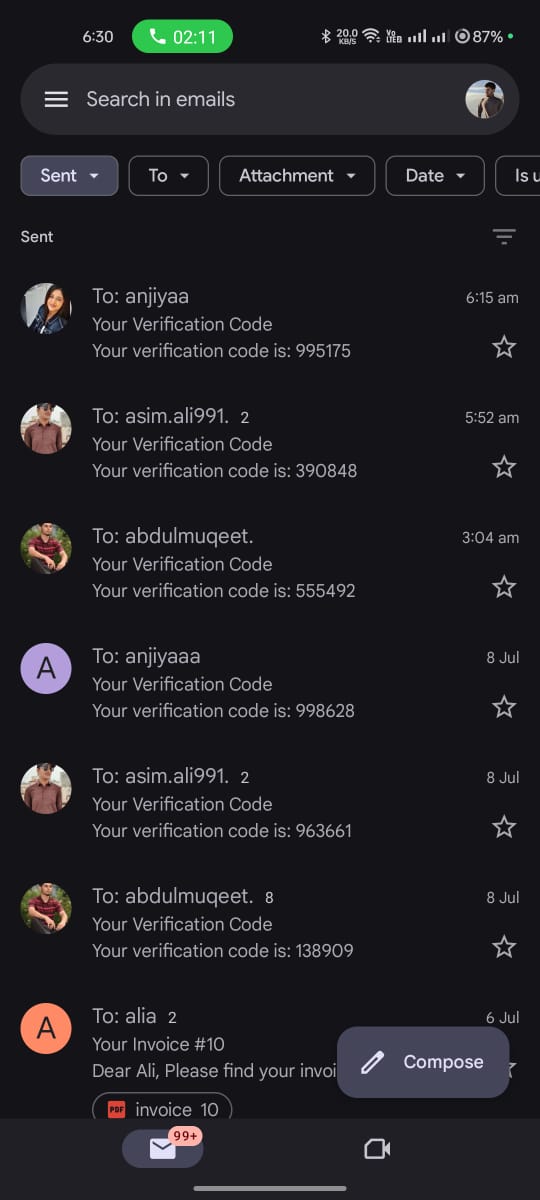 6:30
02:11
20.0 KB/S
Vo LTE
87%
Search in emails
Sent
To
Attachment
Date
Is u
Sent
To: anjiyaa
6:15 am
Your Verification Code
Your verification code is: 995175
To: asim.ali991. 2
5:52 am
Your Verification Code
Your verification code is: 390848
To: abdulmuqeet.
3:04 am
Your Verification Code
Your verification code is: 555492
A
To: anjiyaaa
8 Jul
Your Verification Code
Your verification code is: 998628
To: asim.ali991. 2
8 Jul
Your Verification Code
Your verification code is: 963661
To: abdulmuqeet. 8
8 Jul
Your Verification Code
Your verification code is: 138909
A
To: alia 2
6 Jul
Your Invoice #10
Dear Ali, Please find your invoi
Compose
PDF invoice 10
99+